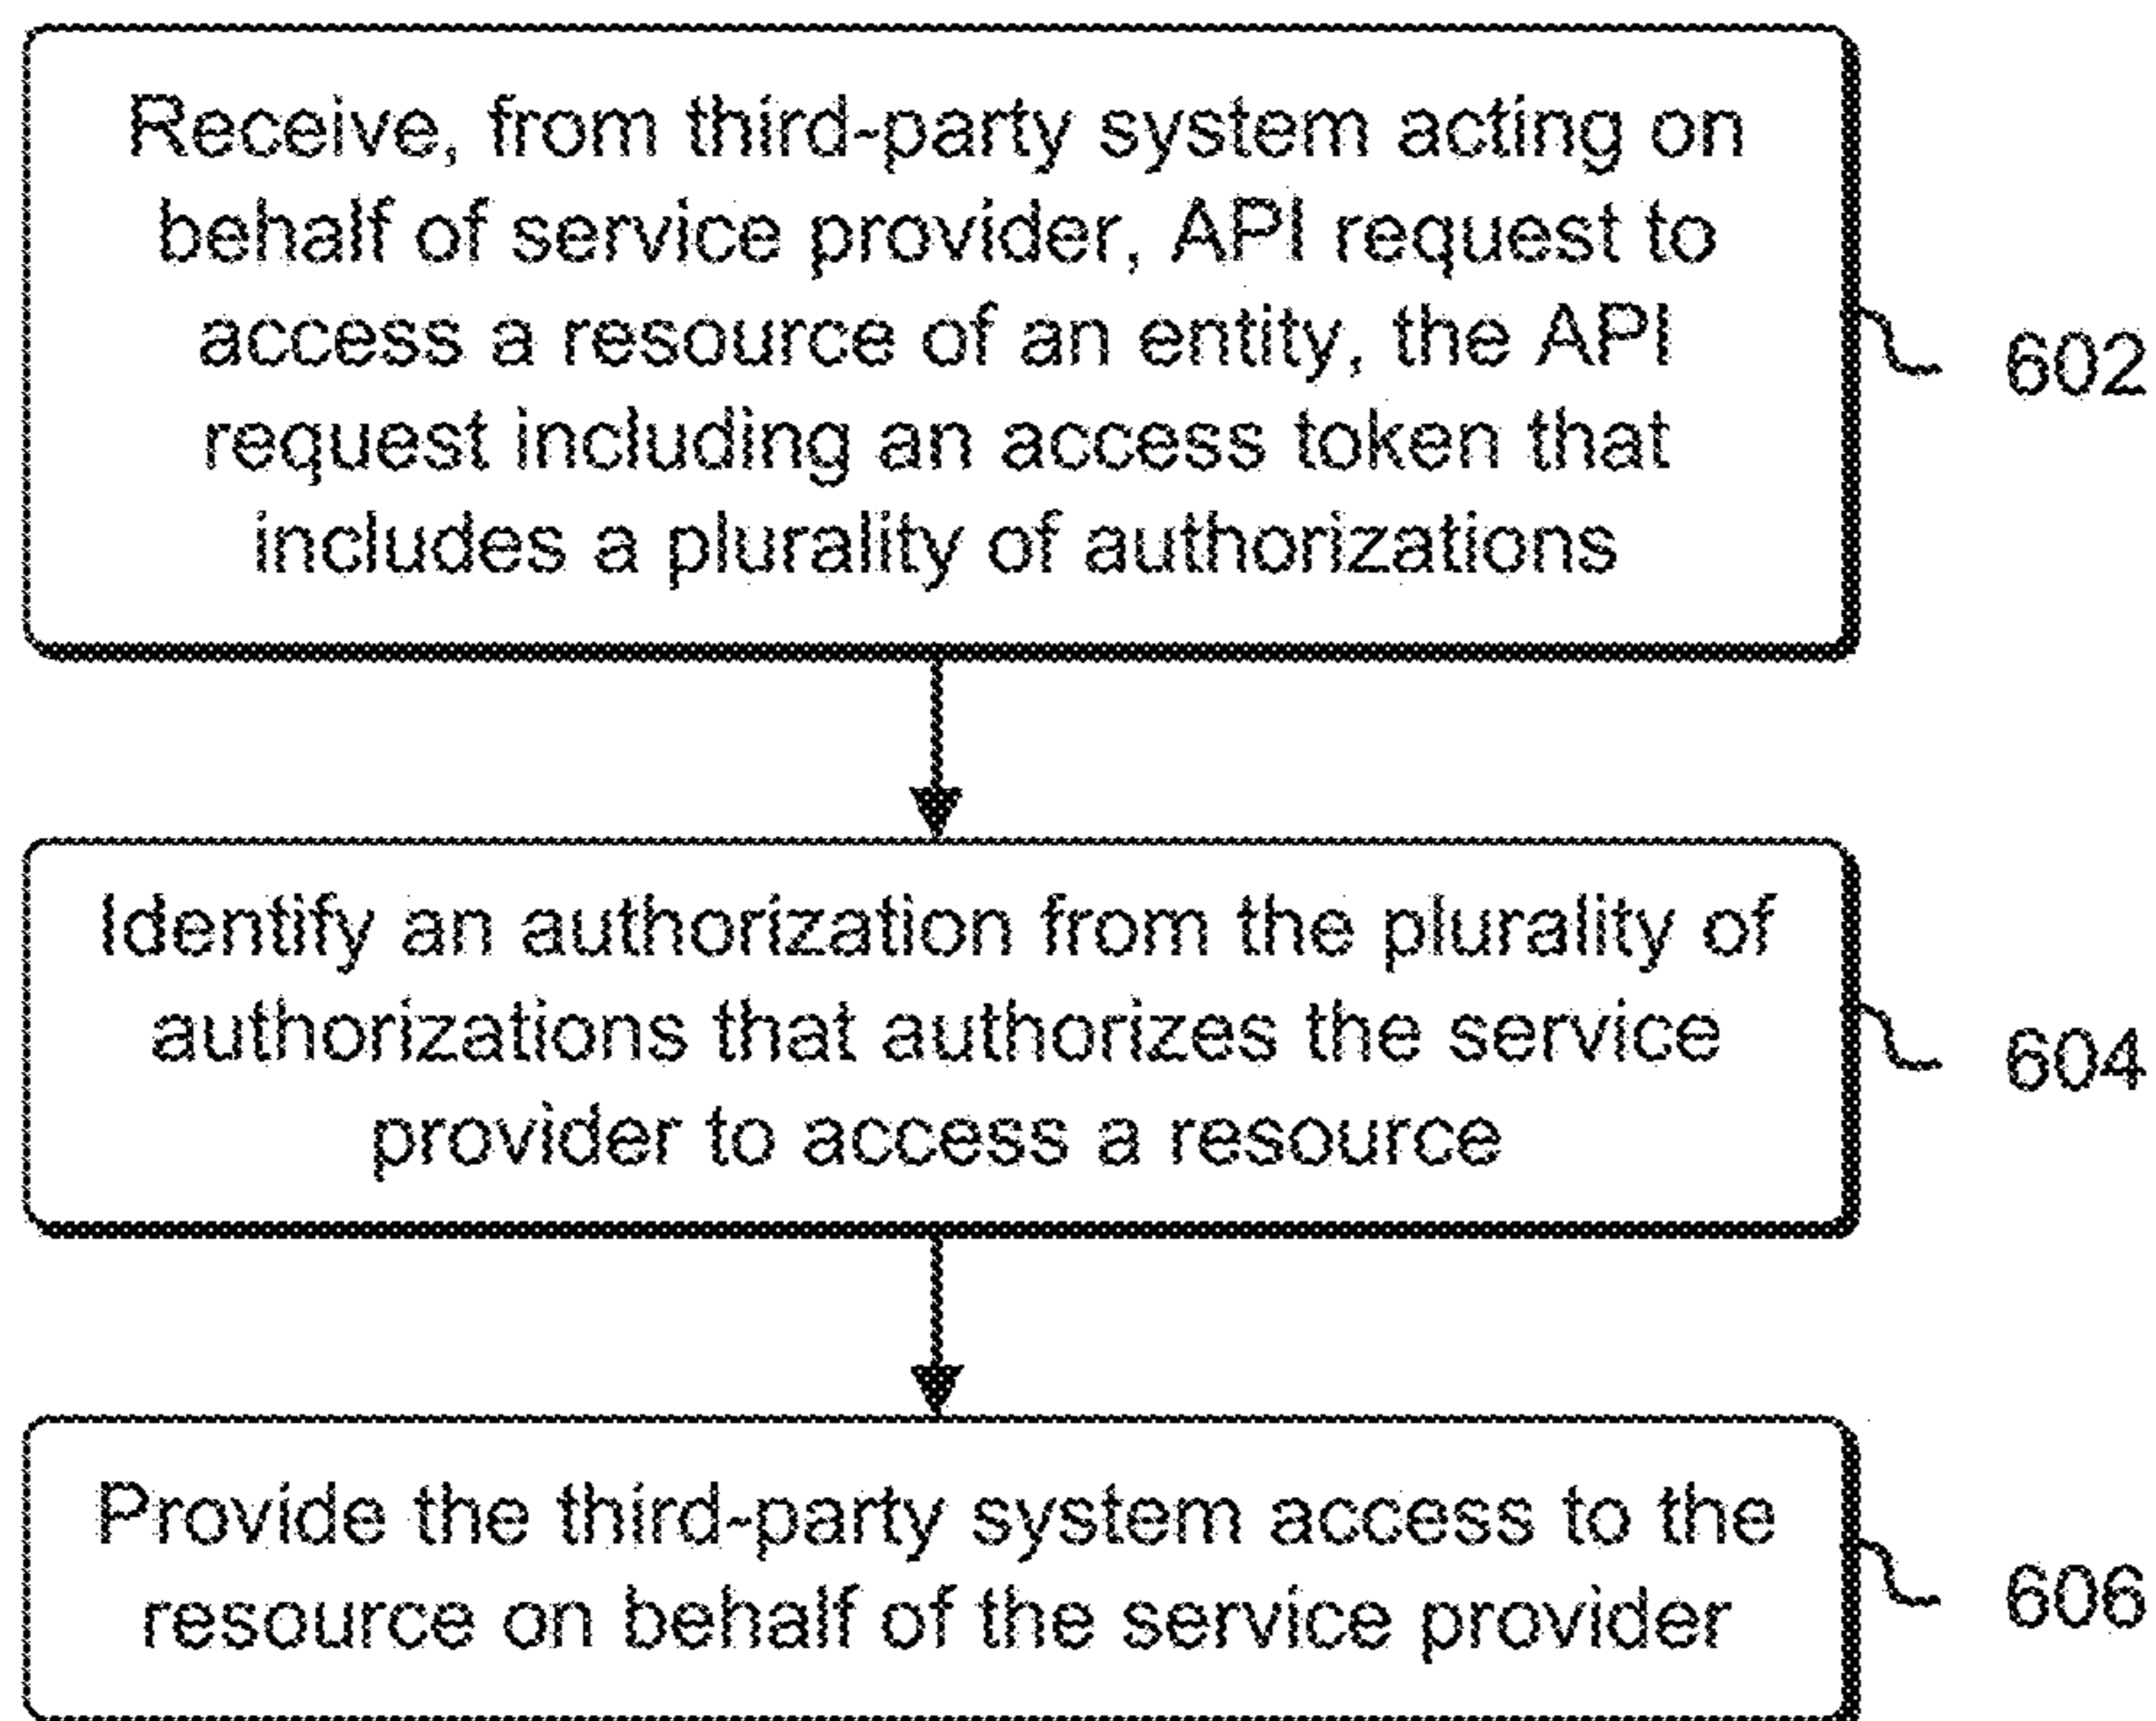 Receive, from third-party system acting on
behalf of service provider, API request to
access a resource of an entity, the API
request including an access token that
includes a plurality of authorizations
602
Identify an authorization from the plurality of
authorizations that authorizes the service
provider to access a resource
604
Provide the third-party system access to the
resource on behalf of the service provider
606